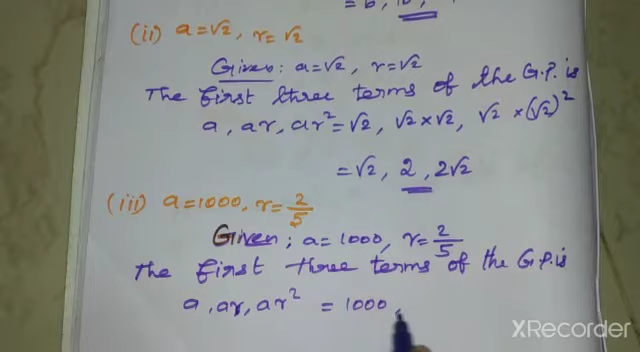 = 6, 18,
(ii) a=√2, r=√2
Given: a=√2, r=√2
The first three terms of the G.P. is
a, ar, ar² = √2, √2 × √2, √2 × (√2)²
= √2, 2, 2√2
(iii) a=1000, r=2/5
Given; a=1000, r=2/5
The first three terms of the G.P. is
a, ar, ar² = 1000,
XRecorder